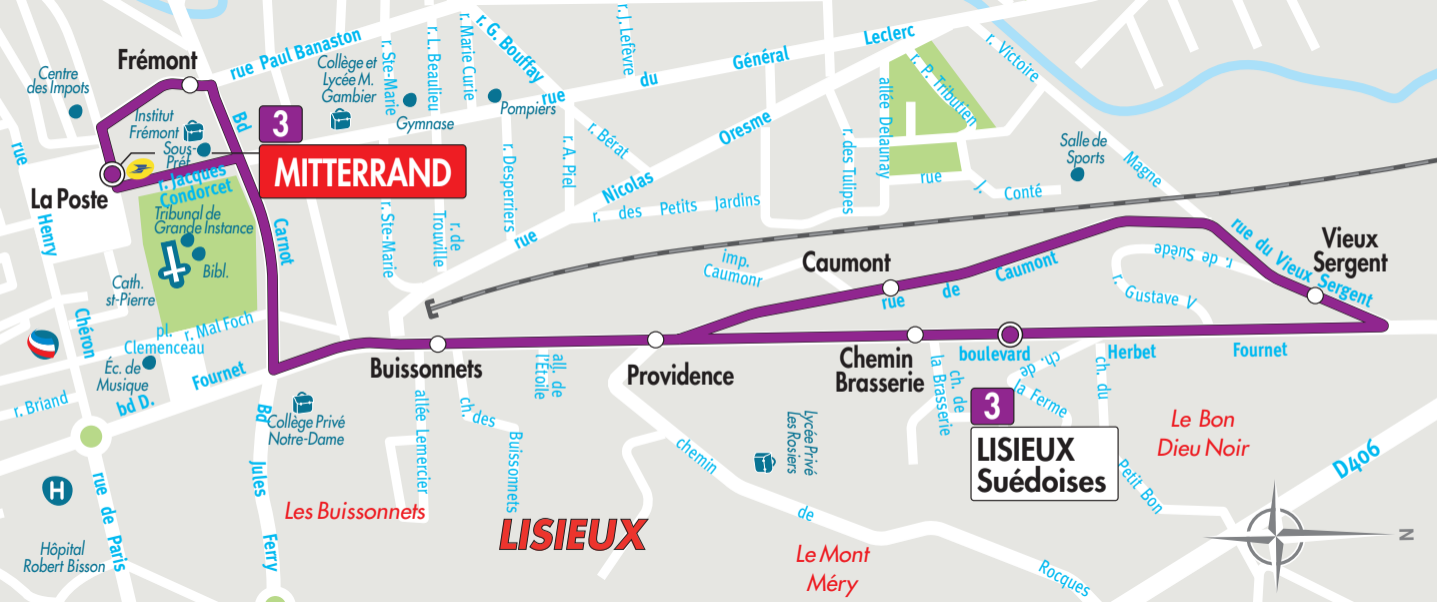 Frémont
rue Paul Banaston
Centre
des Impots
Institut
Frémont
Sous-
Préf.
La Poste
r. Jacques
Condorcet
Bd
Carnot
3
MITTERRAND
Collège et
Lycée M.
Gambier
r. Ste-Marie
r. L. Beaulieu
r. Marie Curie
r. G. Bouffay
Gymnase
Pompiers
r. J. Lefèvre
rue
du
Général
Leclerc
r. Bérat
r. A. Piel
r. Desperriers
r. Ste-Marie
r. de
Trouville
rue
Nicolas
Oresme
r. des Petits Jardins
r. des Tulipes
allée Delaunay
r. P. Tributien
rue
J.
Conté
r. Victoire
Magne
Salle de
Sports
rue
Henry
Chéron
Tribunal de
Grande Instance
Bibl.
Cath.
st-Pierre
pl.
Clemenceau
r. Mal Foch
Éc. de
Musique
r. Briand
bd D.
Fournet
H
Hôpital
Robert Bisson
rue de Paris
Bd
Jules
Ferry
Collège Privé
Notre-Dame
Les Buissonnets
Buissonnets
allée Lemercier
ch. des
Buissonnets
all. de
l'Étoile
LISIEUX
Providence
imp.
Caumonr
Caumont
rue
de
Caumont
r. de Suède
r. Gustave V
rue du Vieux Sergent
Vieux
Sergent
Chemin
Brasserie
boulevard
Herbet
Fournet
ch. de
la Brasserie
ch. de
la Ferme
ch. du
Petit Bon
3
LISIEUX
Suédoises
Le Bon
Dieu Noir
D406
Lycée Privé
Les Rosiers
chemin
de
Rocques
Le Mont
Méry
N